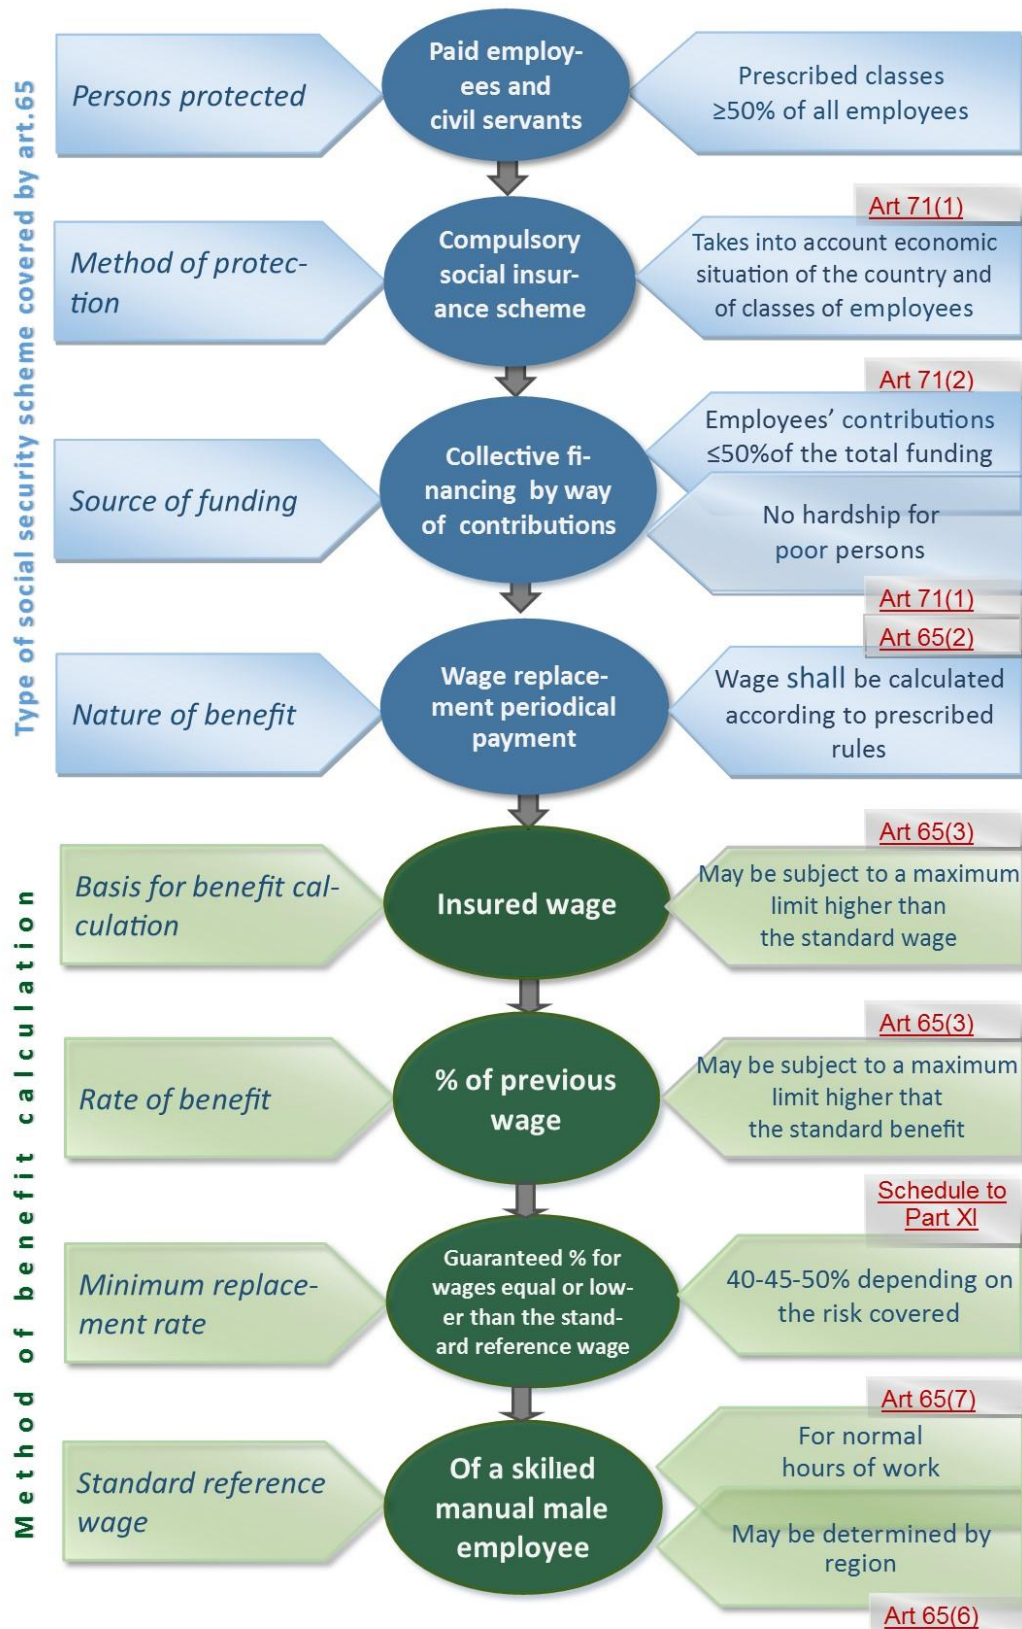 Type of social security scheme covered by art.65
Persons protected
Paid employ-
ees and
civil servants
Prescribed classes
≥50% of all employees
Method of protec-
tion
Compulsory
social insur-
ance scheme
Art 71(1)
Takes into account economic
situation of the country and
of classes of employees
Source of funding
Collective fi-
nancing by way
of contributions
Art 71(2)
Employees’ contributions
≤50%of the total funding
No hardship for
poor persons
Art 71(1)
Nature of benefit
Wage replace-
ment periodical
payment
Art 65(2)
Wage shall be calculated
according to prescribed
rules
Method of benefit calculation
Basis for benefit cal-
culation
Insured wage
Art 65(3)
May be subject to a maximum
limit higher than
the standard wage
Rate of benefit
% of previous
wage
Art 65(3)
May be subject to a maximum
limit higher that
the standard benefit
Minimum replace-
ment rate
Guaranteed % for
wages equal or low-
er than the stand-
ard reference wage
Schedule to
Part XI
40-45-50% depending on
the risk covered
Standard reference
wage
Of a skilled
manual male
employee
Art 65(7)
For normal
hours of work
May be determined by
region
Art 65(6)